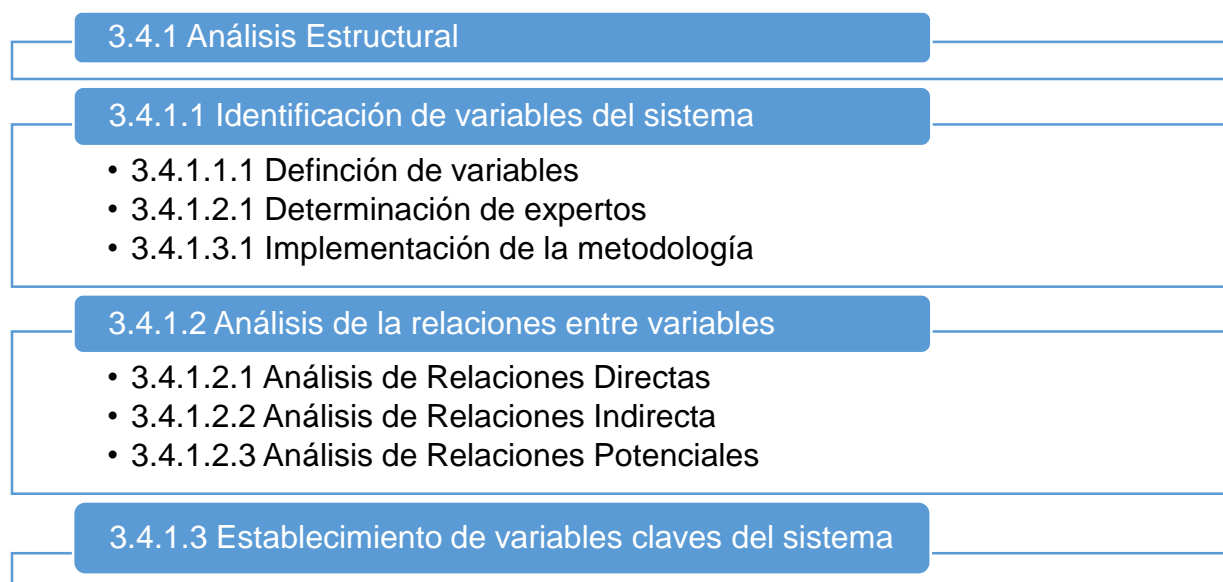 3.4.1 Análisis Estructural
3.4.1.1 Identificación de variables del sistema
• 3.4.1.1.1 Definción de variables
• 3.4.1.2.1 Determinación de expertos
• 3.4.1.3.1 Implementación de la metodología
3.4.1.2 Análisis de la relaciones entre variables
• 3.4.1.2.1 Análisis de Relaciones Directas
• 3.4.1.2.2 Análisis de Relaciones Indirecta
• 3.4.1.2.3 Análisis de Relaciones Potenciales
3.4.1.3 Establecimiento de variables claves del sistema